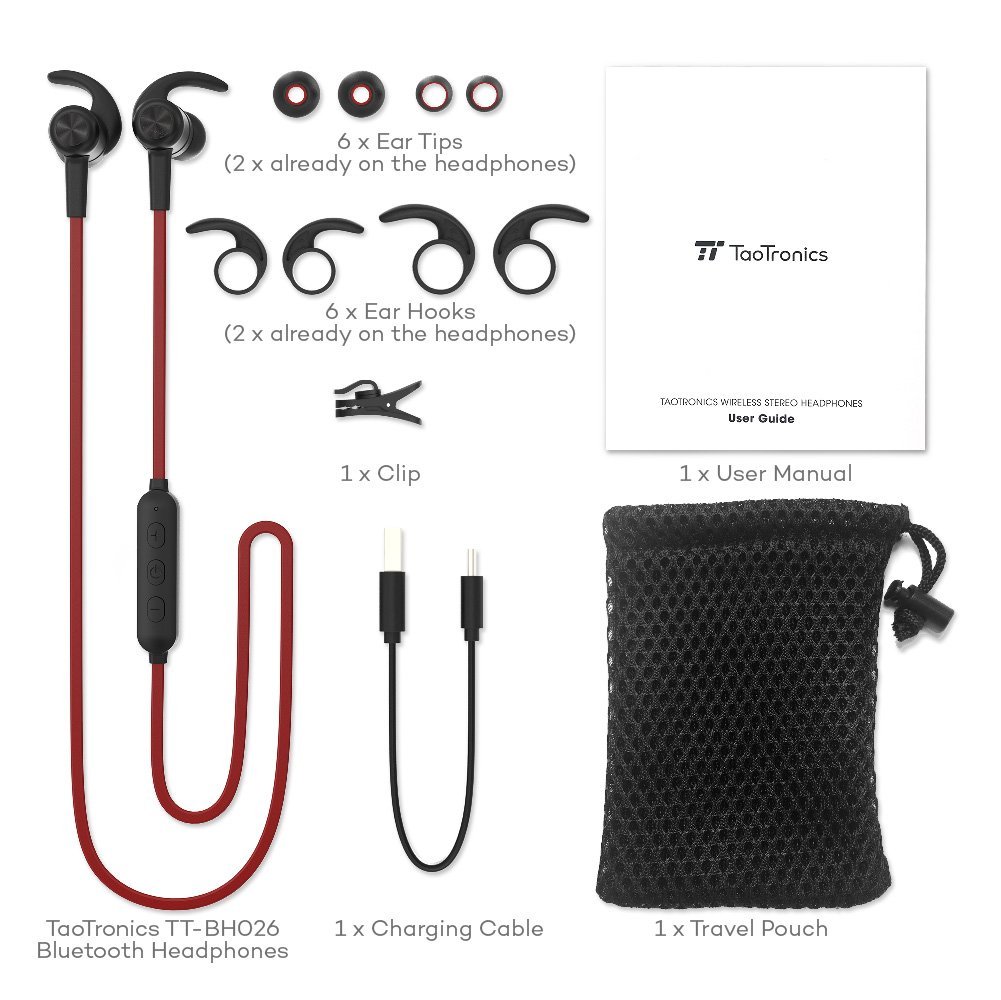 6 x Ear Tips
(2 x already on the headphones)
6 x Ear Hooks
(2 x already on the headphones)
1 x Clip
TaoTronics
TAOTRONICS WIRELESS STEREO HEADPHONES
User Guide
1 x User Manual
TaoTronics TT-BH026
Bluetooth Headphones
1 x Charging Cable
1 x Travel Pouch